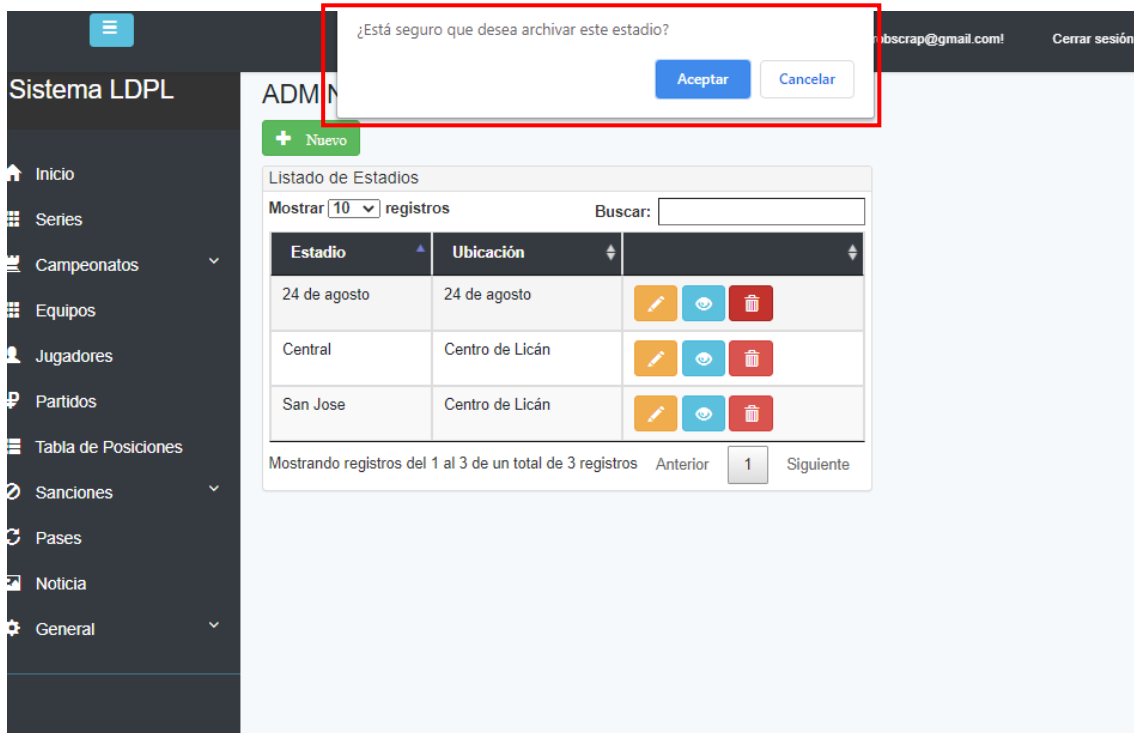 ¿Está seguro que desea archivar este estadio?
Aceptar
Cancelar
obscrap@gmail.com!
Cerrar sesión
Sistema LDPL
ADMIN
Nuevo
Inicio
Series
Campeonatos
Equipos
Jugadores
Partidos
Tabla de Posiciones
Sanciones
Pases
Noticia
General
Listado de Estadios
Mostrar 10 registros
Buscar:
Estadio Ubicación
24 de agosto 24 de agosto
Central Centro de Licán
San Jose Centro de Licán
Mostrando registros del 1 al 3 de un total de 3 registros Anterior 1 Siguiente